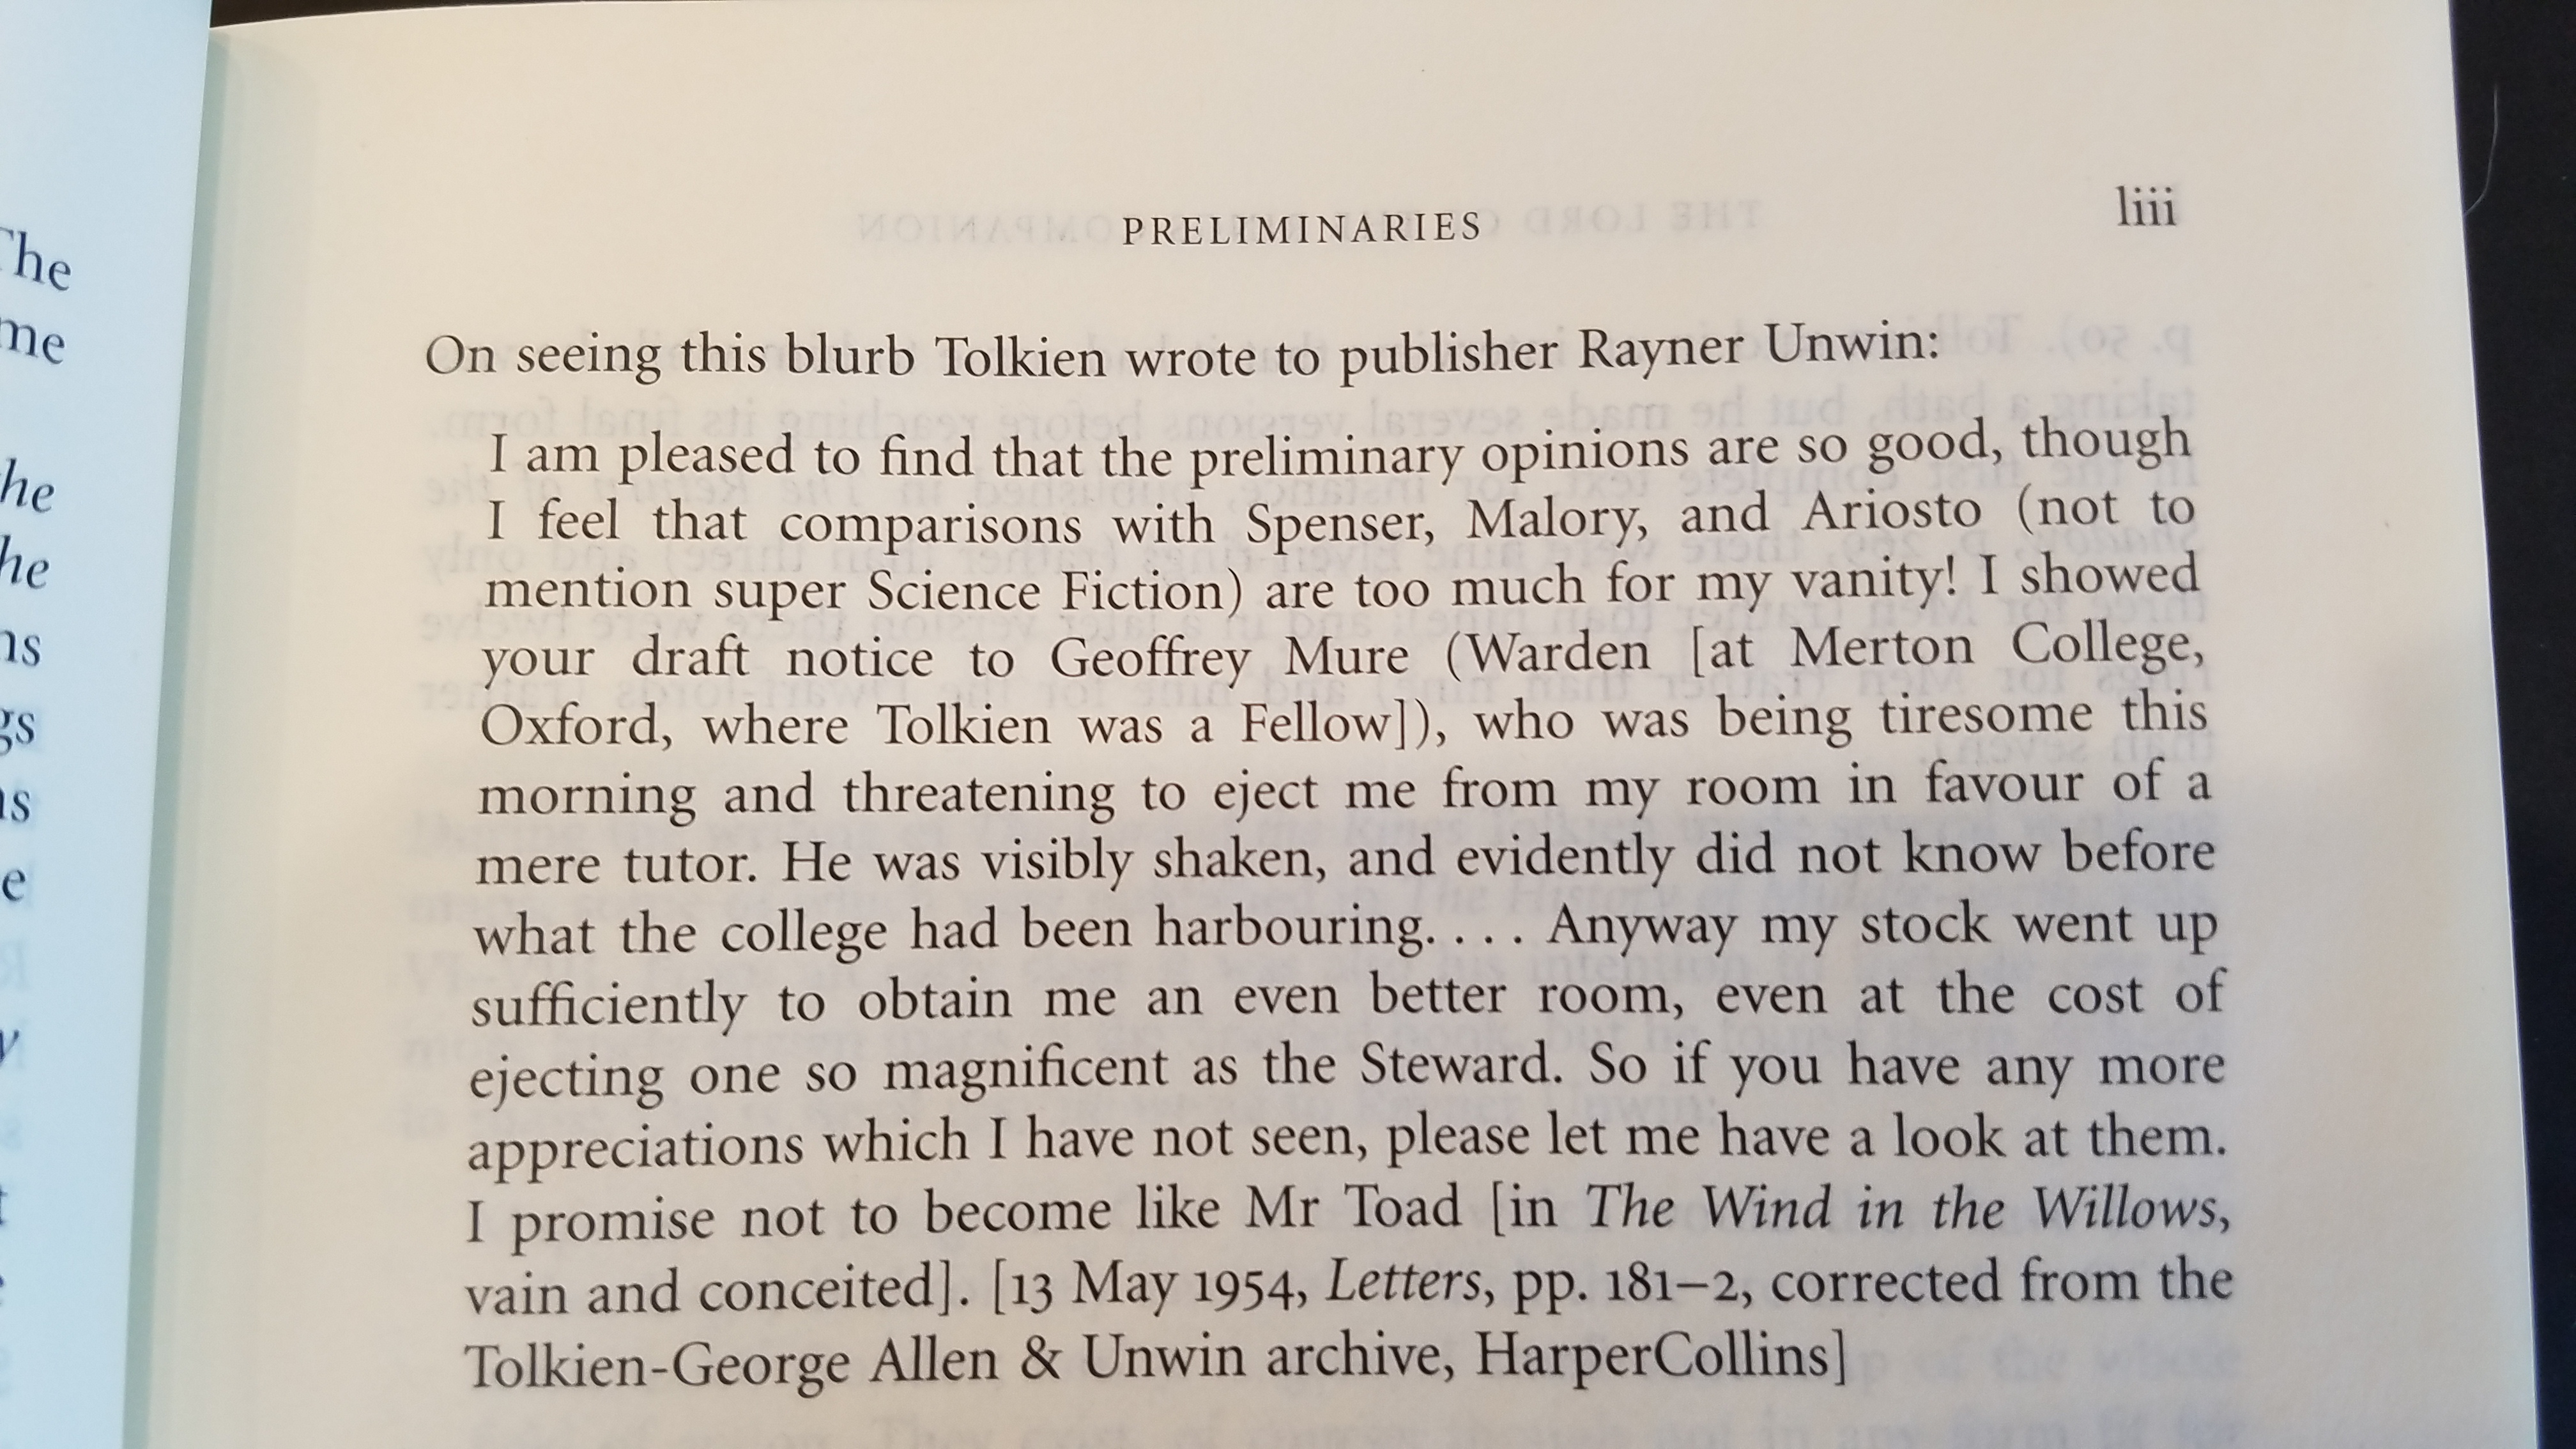 PRELIMINARIES
liii
On seeing this blurb Tolkien wrote to publisher Rayner Unwin:
I am pleased to find that the preliminary opinions are so good, though
I feel that comparisons with Spenser, Malory, and Ariosto (not to
mention super Science Fiction) are too much for my vanity! I showed
your draft notice to Geoffrey Mure (Warden [at Merton College,
Oxford, where Tolkien was a Fellow]), who was being tiresome this
morning and threatening to eject me from my room in favour of a
mere tutor. He was visibly shaken, and evidently did not know before
what the college had been harbouring. . . . Anyway my stock went up
sufficiently to obtain me an even better room, even at the cost of
ejecting one so magnificent as the Steward. So if you have any more
appreciations which I have not seen, please let me have a look at them.
I promise not to become like Mr Toad [in The Wind in the Willows,
vain and conceited]. [13 May 1954, Letters, pp. 181–2, corrected from the
Tolkien-George Allen & Unwin archive, HarperCollins]